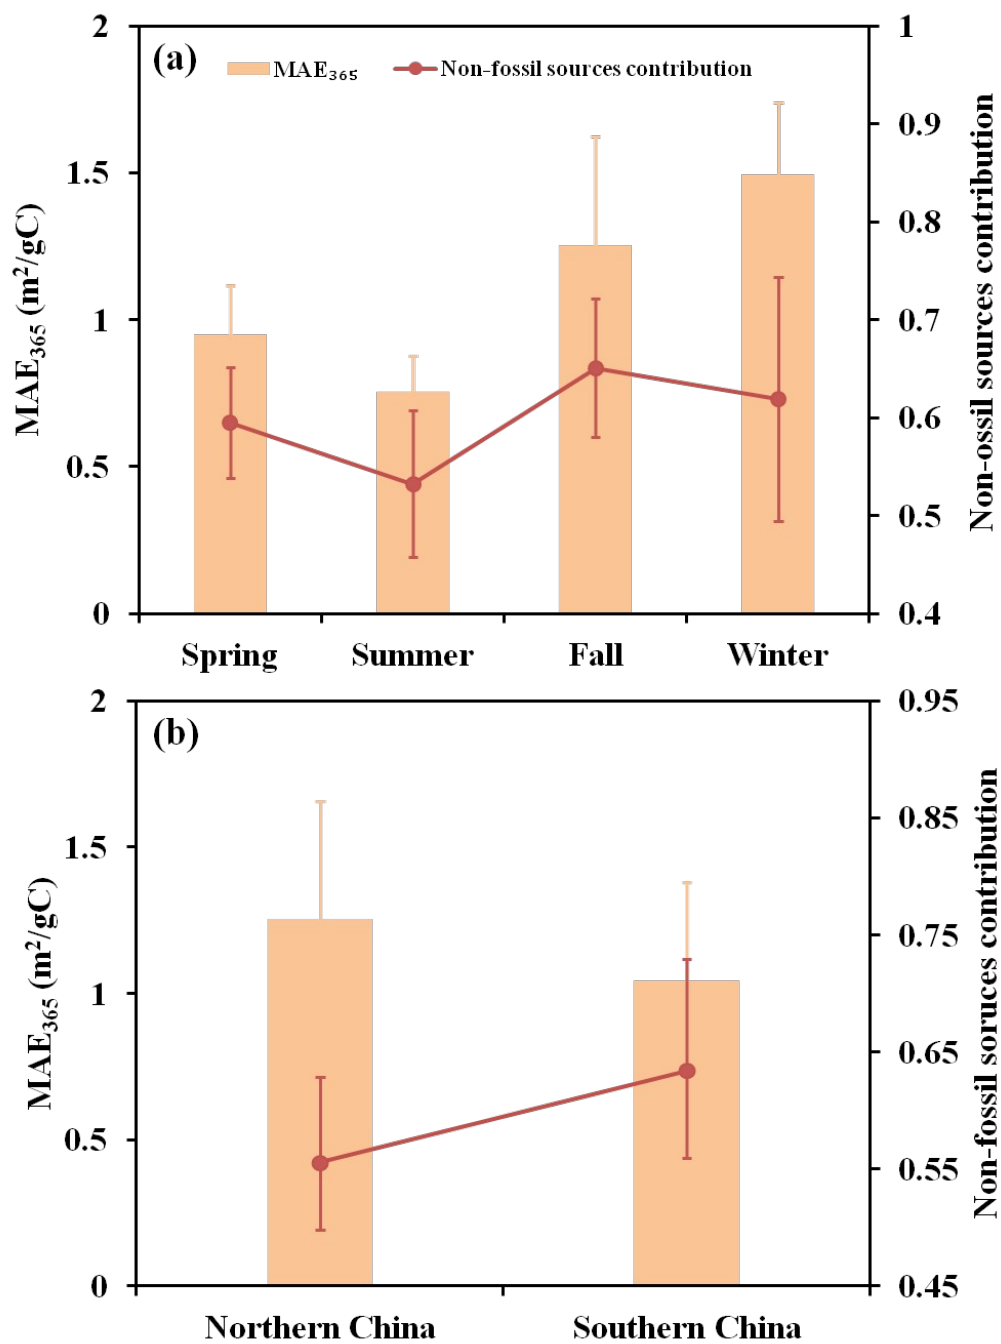 (a)
MAE₃₆₅
Non-fossil sources contribution
2
1.5
1
0.5
0
MAE₃₆₅ (m²/gC)
1
0.9
0.8
0.7
0.6
0.5
0.4
Non-ossil sources contribution
Spring Summer Fall Winter
(b)
2
1.5
1
0.5
0
MAE₃₆₅ (m²/gC)
0.95
0.85
0.75
0.65
0.55
0.45
Non-fossil soruces contribution
Northern China Southern China